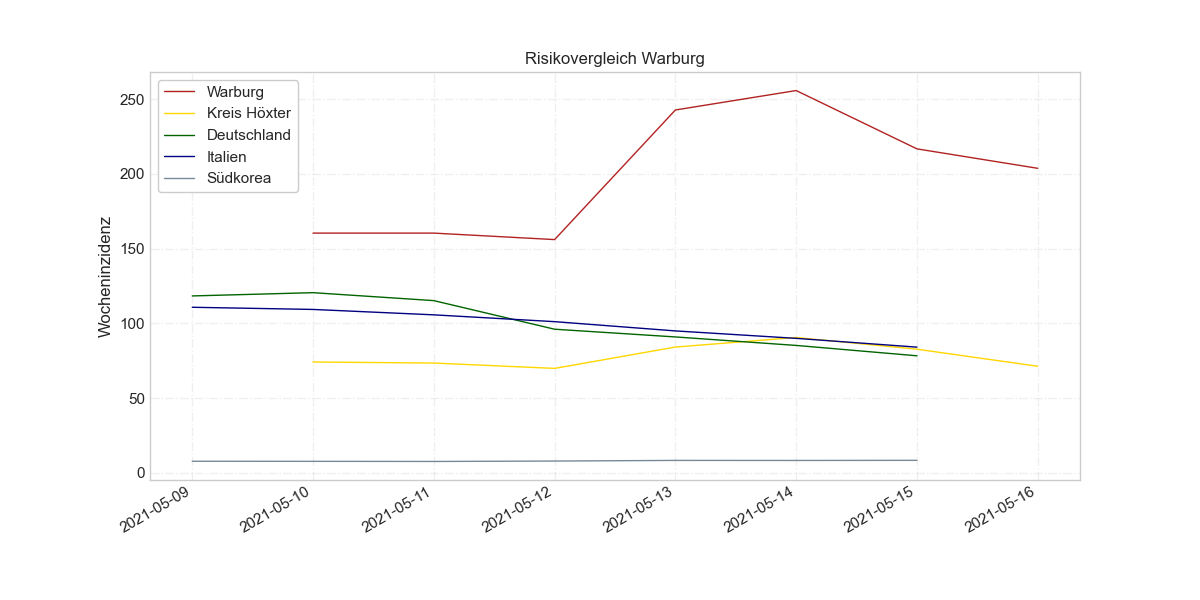 Risikovergleich Warburg
Warburg
Kreis Höxter
Deutschland
Italien
Südkorea
Wocheninzidenz
250
200
150
100
50
0
2021-05-09
2021-05-10
2021-05-11
2021-05-12
2021-05-13
2021-05-14
2021-05-15
2021-05-16